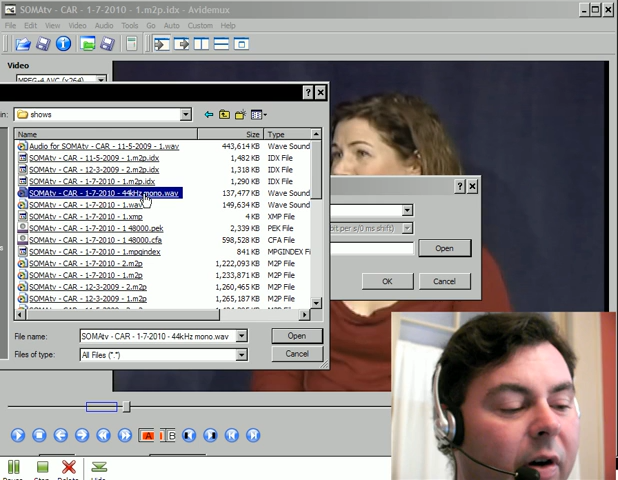 SOMAtv - CAR - 1-7-2010 - 1.m2p.idx - Avidemux
File Edit View Video Audio Auto Custom Help
Video
MPEG-4 AVC (x264)
in: shows
Name Size Type
Audio for SOMAtv - CAR - 11-5-2009 - 1.wav 443,614 KB Wave Sound
SOMAtv - CAR - 11-5-2009 - 1.m2p.idx 1,482 KB IDX File
SOMAtv - CAR - 12-3-2009 - 2.m2p.idx 1,318 KB IDX File
SOMAtv - CAR - 1-7-2010 - 1.m2p.idx 1,290 KB IDX File
SOMAtv - CAR - 1-7-2010 - 44kHz mono.wav 137,477 KB Wave Sound
SOMAtv - CAR - 1-7-2010 - 1.wav 149,634 KB Wave Sound
SOMAtv - CAR - 1-7-2010 - 1.xmp 4 KB XMP File
SOMAtv - CAR - 1-7-2010 - 1 48000.pek 2,339 KB PEK File
SOMAtv - CAR - 1-7-2010 - 1 48000.cfa 598,528 KB CFA File
SOMAtv - CAR - 1-7-2010 - 1.mpgindex 841 KB MPGINDEX Fi
SOMAtv - CAR - 1-7-2010 - 2.m2p 1,222,093 KB M2P File
SOMAtv - CAR - 1-7-2010 - 1.m2p 1,233,871 KB M2P File
SOMAtv - CAR - 12-3-2009 - 2.m2p 1,260,465 KB M2P File
SOMAtv - CAR - 12-3-2009 - 1.m2p 1,265,187 KB M2P File
bit per s/0 ms shift)
Open
OK Cancel
File name: SOMAtv - CAR - 1-7-2010 - 44kHz mono.wav Open
Files of type: All Files (*.*) Cancel
A B
Pause Stop Delete Hide